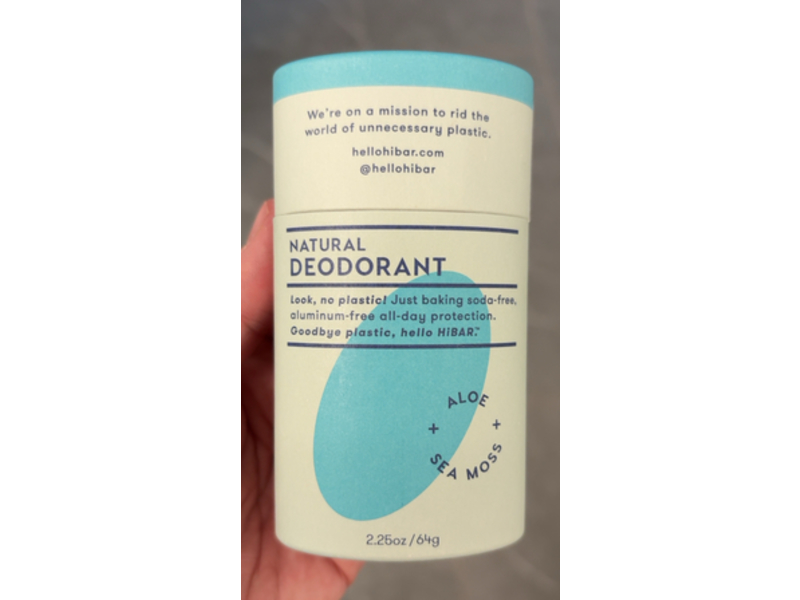 We're on a mission to rid the
world of unnecessary plastic.
hellohibar.com
@hellohibar
NATURAL
DEODORANT
Look, no plastic! Just baking soda-free,
aluminum-free all-day protection.
Goodbye plastic, hello HiBAR.™
ALOE
+ +
SEA MOSS
2.25oz/64g